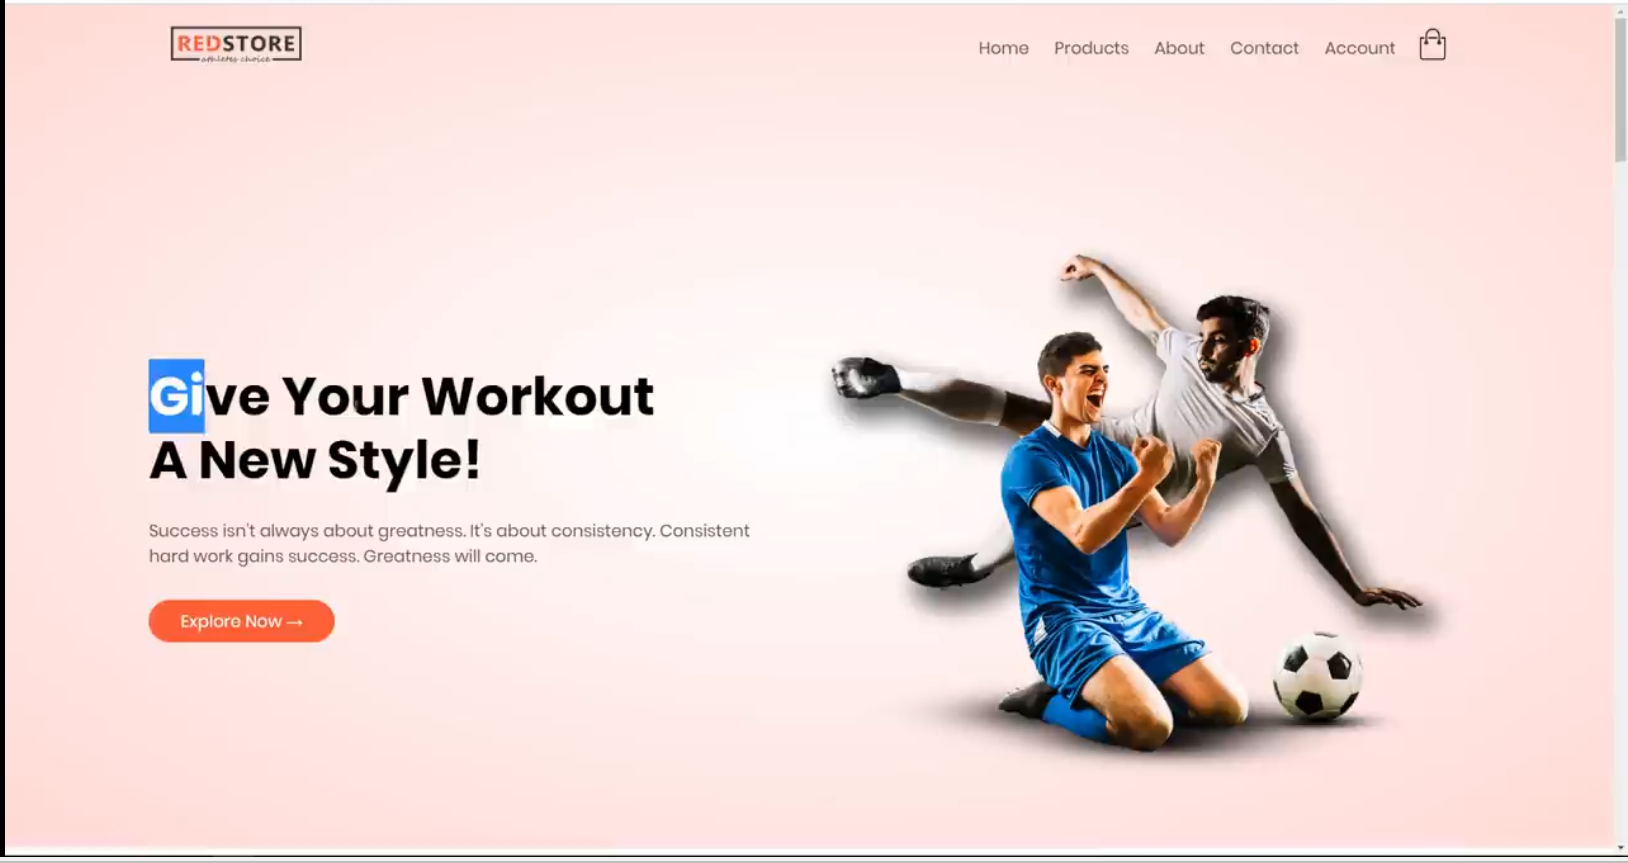 REDSTORE
athletes choice
Home Products About Contact Account
Give Your Workout
A New Style!
Success isn't always about greatness. It's about consistency. Consistent
hard work gains success. Greatness will come.
Explore Now →